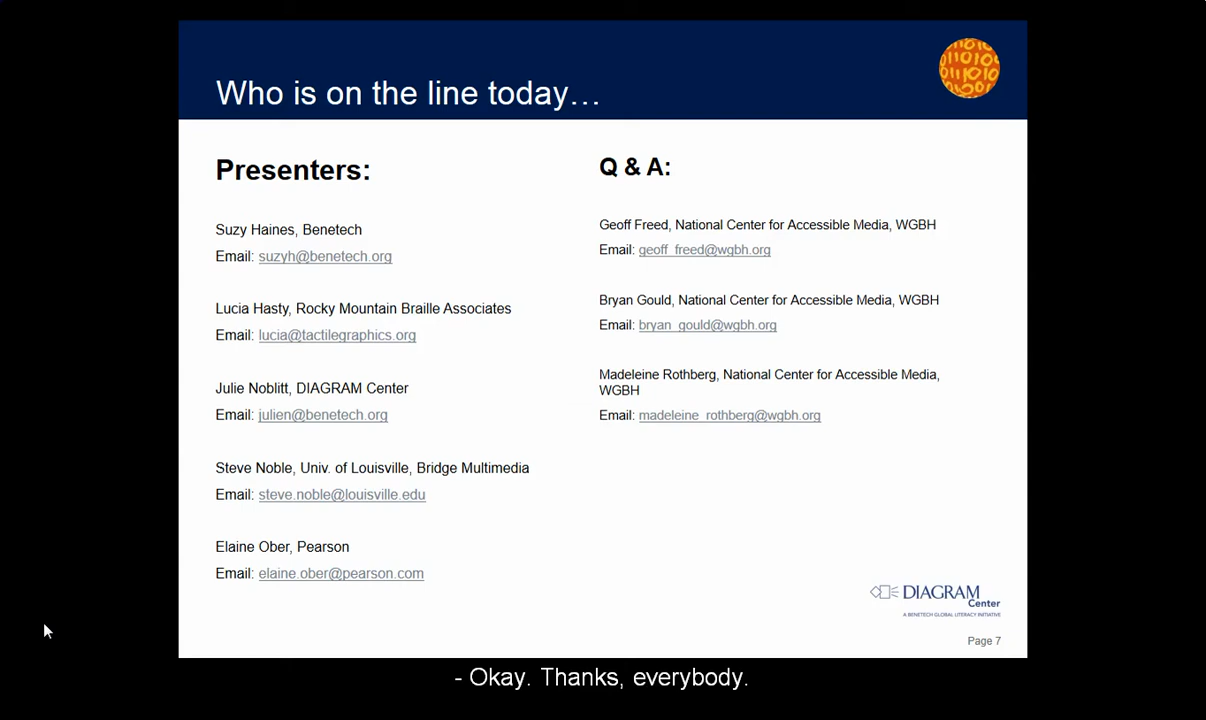 Who is on the line today…
Presenters:
Suzy Haines, Benetech
Email: suzyh@benetech.org
Lucia Hasty, Rocky Mountain Braille Associates
Email: lucia@tactilegraphics.org
Julie Noblitt, DIAGRAM Center
Email: julien@benetech.org
Steve Noble, Univ. of Louisville, Bridge Multimedia
Email: steve.noble@louisville.edu
Elaine Ober, Pearson
Email: elaine.ober@pearson.com
Q & A:
Geoff Freed, National Center for Accessible Media, WGBH
Email: geoff_freed@wgbh.org
Bryan Gould, National Center for Accessible Media, WGBH
Email: bryan_gould@wgbh.org
Madeleine Rothberg, National Center for Accessible Media,
WGBH
Email: madeleine_rothberg@wgbh.org
DIAGRAM
Center
A BENETECH GLOBAL LITERACY INITIATIVE
Page 7
- Okay. Thanks, everybody.